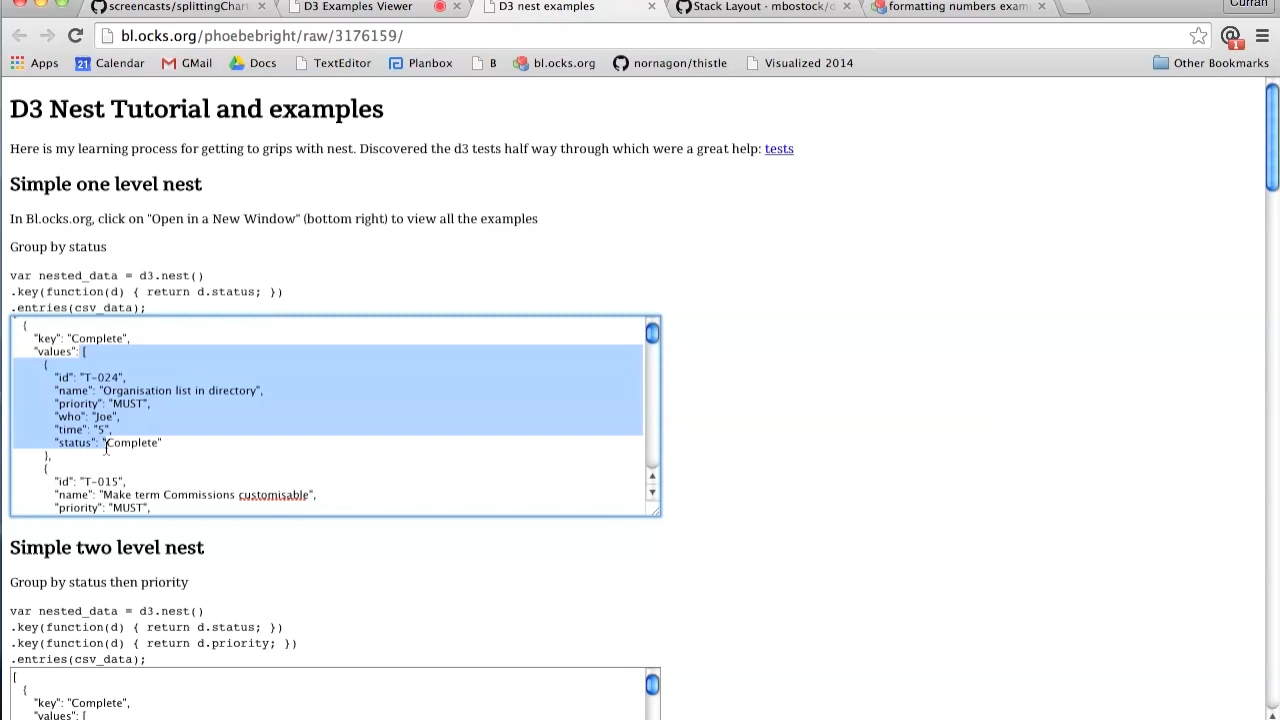 screencasts/splittingChar
D3 Examples Viewer
D3 nest examples
Stack Layout · mbostock/d
formatting numbers exam
Curran
bl.ocks.org/phoebebright/raw/3176159/
1
Apps
21 Calendar
GMail
Docs
TextEditor
Planbox
B
bl.ocks.org
nornagon/thistle
Visualized 2014
Other Bookmarks
D3 Nest Tutorial and examples
Here is my learning process for getting to grips with nest. Discovered the d3 tests half way through which were a great help: tests
Simple one level nest
In Bl.ocks.org, click on "Open in a New Window" (bottom right) to view all the examples
Group by status
var nested_data = d3.nest()
.key(function(d) { return d.status; })
.entries(csv_data);
{
"key": "Complete",
"values": [
{
"id": "T-024",
"name": "Organisation list in directory",
"priority": "MUST",
"who": "Joe",
"time": "5",
"status": "Complete"
},
{
"id": "T-015",
"name": "Make term Commissions customisable",
"priority": "MUST",
Simple two level nest
Group by status then priority
var nested_data = d3.nest()
.key(function(d) { return d.status; })
.key(function(d) { return d.priority; })
.entries(csv_data);
[
{
"key": "Complete",
"values": [